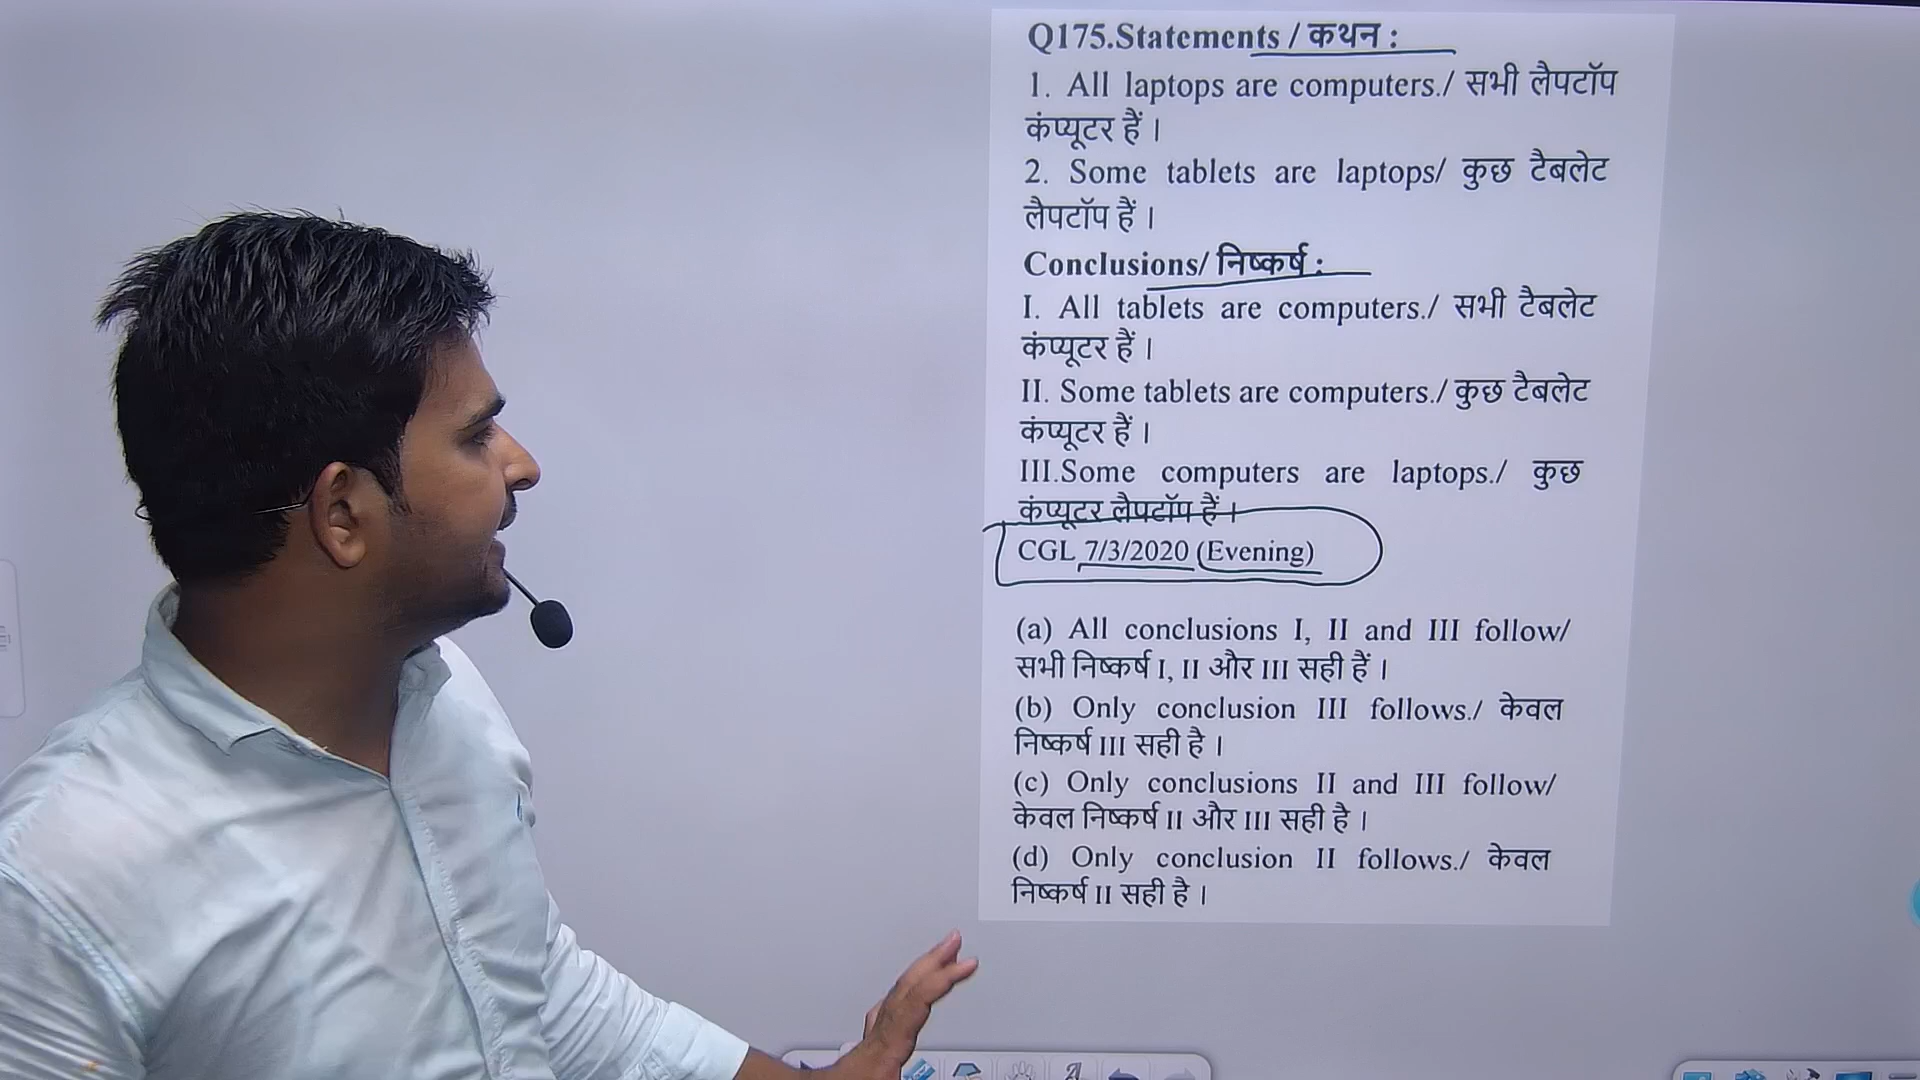 Q175.Statements / कथन :
1. All laptops are computers./ सभी लैपटॉप
कंप्यूटर हैं ।
2. Some tablets are laptops/ कुछ टैबलेट
लैपटॉप हैं ।
Conclusions/ निष्कर्ष :
I. All tablets are computers./ सभी टैबलेट
कंप्यूटर हैं ।
II. Some tablets are computers./ कुछ टैबलेट
कंप्यूटर हैं ।
III.Some computers are laptops./ कुछ
कंप्यूटर लैपटॉप हैं ।
CGL 7/3/2020 (Evening)
(a) All conclusions I, II and III follow/
सभी निष्कर्ष I, II और III सही हैं ।
(b) Only conclusion III follows./ केवल
निष्कर्ष III सही है ।
(c) Only conclusions II and III follow/
केवल निष्कर्ष II और III सही है ।
(d) Only conclusion II follows./ केवल
निष्कर्ष II सही है ।